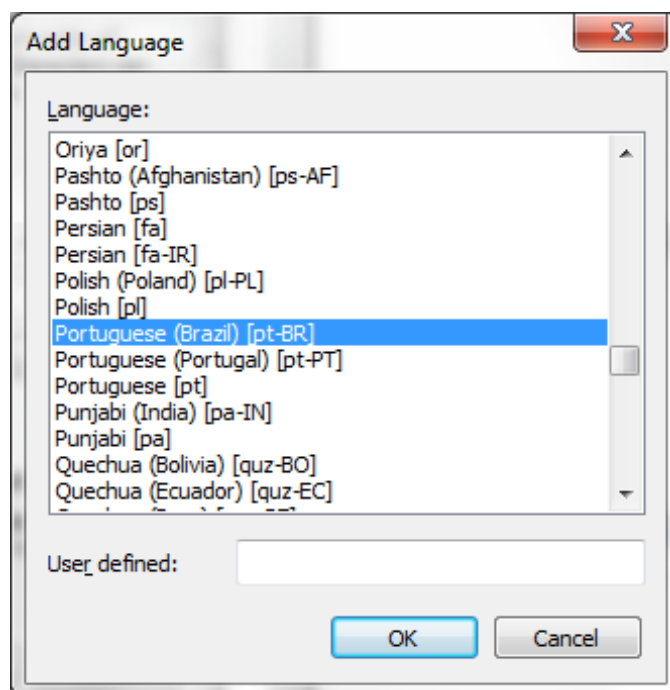 Add Language
Language:
Oriya [or]
Pashto (Afghanistan) [ps-AF]
Pashto [ps]
Persian [fa]
Persian [fa-IR]
Polish (Poland) [pl-PL]
Polish [pl]
Portuguese (Brazil) [pt-BR]
Portuguese (Portugal) [pt-PT]
Portuguese [pt]
Punjabi (India) [pa-IN]
Punjabi [pa]
Quechua (Bolivia) [quz-BO]
Quechua (Ecuador) [quz-EC]
User defined:
OK Cancel